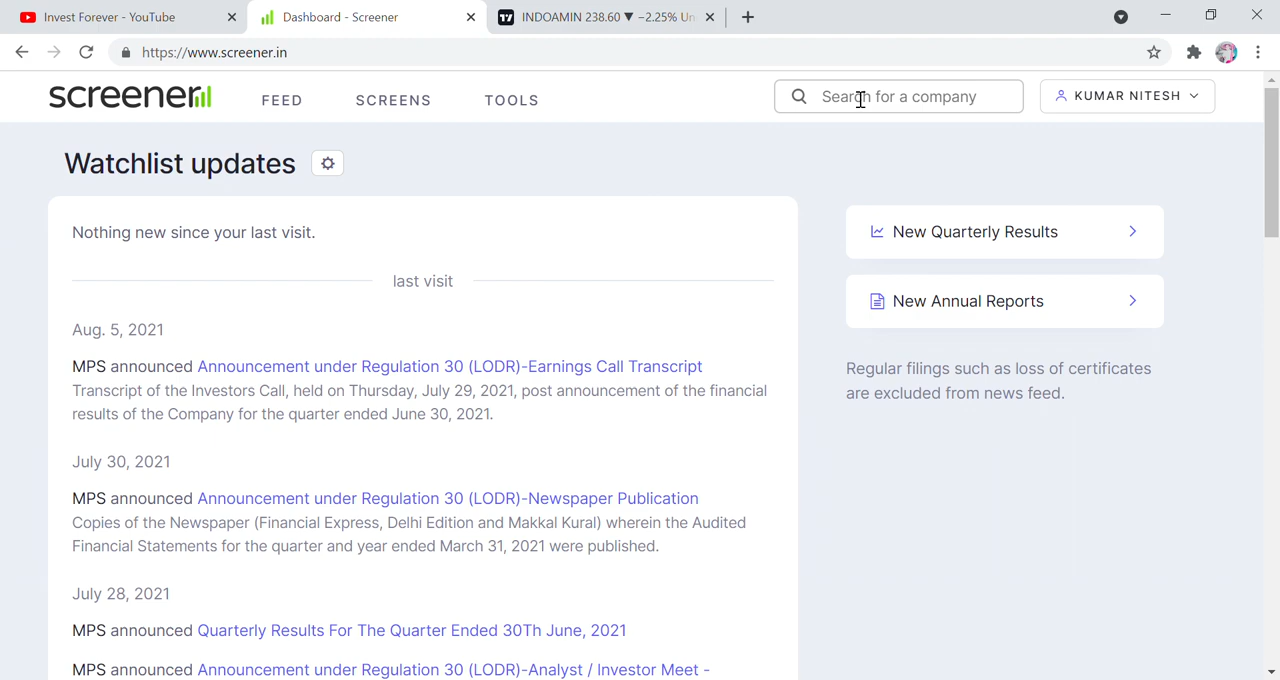 Invest Forever - YouTube
Dashboard - Screener
INDOAMIN 238.60 ▼ −2.25% Un
https://www.screener.in
screener
FEED
SCREENS
TOOLS
Search for a company
KUMAR NITESH
Watchlist updates
Nothing new since your last visit.
last visit
Aug. 5, 2021
MPS announced Announcement under Regulation 30 (LODR)-Earnings Call Transcript
Transcript of the Investors Call, held on Thursday, July 29, 2021, post announcement of the financial
results of the Company for the quarter ended June 30, 2021.
July 30, 2021
MPS announced Announcement under Regulation 30 (LODR)-Newspaper Publication
Copies of the Newspaper (Financial Express, Delhi Edition and Makkal Kural) wherein the Audited
Financial Statements for the quarter and year ended March 31, 2021 were published.
July 28, 2021
MPS announced Quarterly Results For The Quarter Ended 30Th June, 2021
MPS announced Announcement under Regulation 30 (LODR)-Analyst / Investor Meet -
New Quarterly Results
New Annual Reports
Regular filings such as loss of certificates
are excluded from news feed.